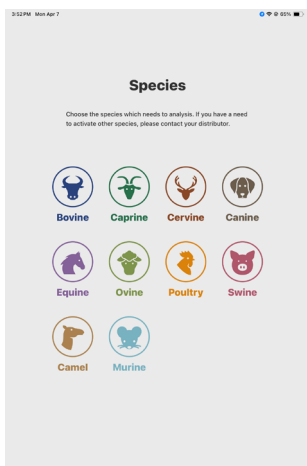 3:52 PM Mon Apr 7 65%
Species
Choose the species which needs to analysis. If you have a need
to activate other species, please contact your distributor.
Bovine Caprine Cervine Canine
Equine Ovine Poultry Swine
Camel Murine